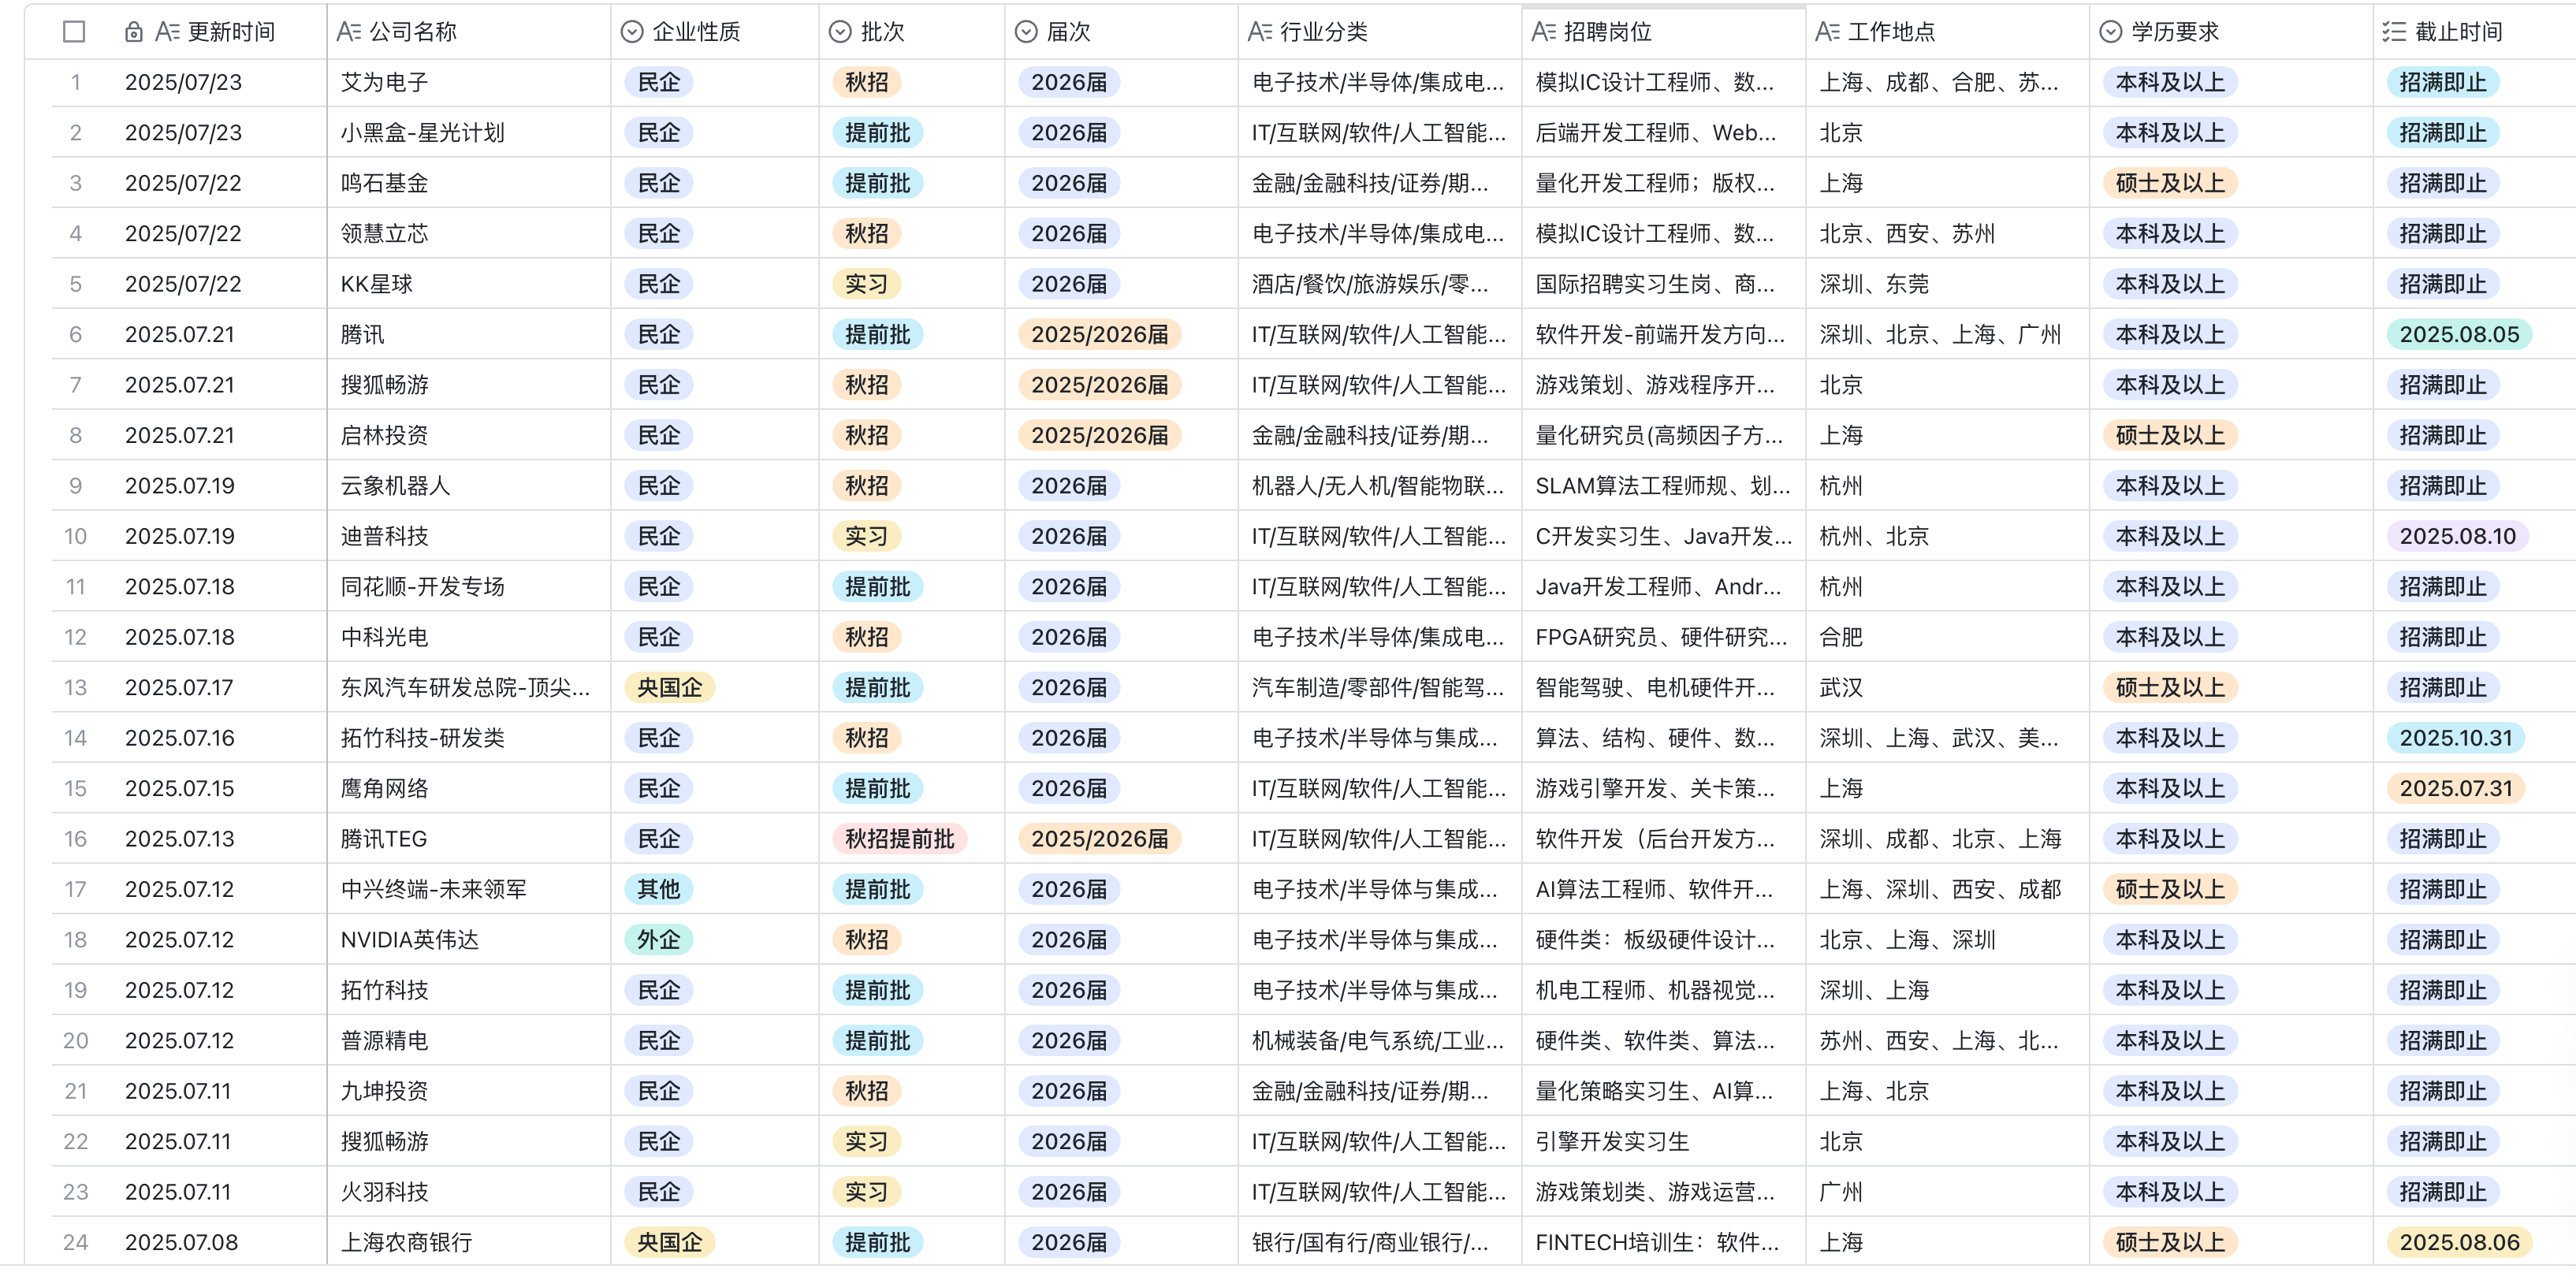 更新时间 公司名称 企业性质 批次 届次 行业分类 招聘岗位 工作地点 学历要求 截止时间
1 2025/07/23 艾为电子 民企 秋招 2026届 电子技术/半导体/集成电... 模拟IC设计工程师、数... 上海、成都、合肥、苏... 本科及以上 招满即止
2 2025/07/23 小黑盒-星光计划 民企 提前批 2026届 IT/互联网/软件/人工智能... 后端开发工程师、Web... 北京 本科及以上 招满即止
3 2025/07/22 鸣石基金 民企 提前批 2026届 金融/金融科技/证券/期... 量化开发工程师；版权... 上海 硕士及以上 招满即止
4 2025/07/22 领慧立芯 民企 秋招 2026届 电子技术/半导体/集成电... 模拟IC设计工程师、数... 北京、西安、苏州 本科及以上 招满即止
5 2025/07/22 KK星球 民企 实习 2026届 酒店/餐饮/旅游娱乐/零... 国际招聘实习生岗、商... 深圳、东莞 本科及以上 招满即止
6 2025.07.21 腾讯 民企 提前批 2025/2026届 IT/互联网/软件/人工智能... 软件开发-前端开发方向... 深圳、北京、上海、广州 本科及以上 2025.08.05
7 2025.07.21 搜狐畅游 民企 秋招 2025/2026届 IT/互联网/软件/人工智能... 游戏策划、游戏程序开... 北京 本科及以上 招满即止
8 2025.07.21 启林投资 民企 秋招 2025/2026届 金融/金融科技/证券/期... 量化研究员(高频因子方... 上海 硕士及以上 招满即止
9 2025.07.19 云象机器人 民企 秋招 2026届 机器人/无人机/智能物联... SLAM算法工程师规、划... 杭州 本科及以上 招满即止
10 2025.07.19 迪普科技 民企 实习 2026届 IT/互联网/软件/人工智能... C开发实习生、Java开发... 杭州、北京 本科及以上 2025.08.10
11 2025.07.18 同花顺-开发专场 民企 提前批 2026届 IT/互联网/软件/人工智能... Java开发工程师、Andr... 杭州 本科及以上 招满即止
12 2025.07.18 中科光电 民企 秋招 2026届 电子技术/半导体/集成电... FPGA研究员、硬件研究... 合肥 本科及以上 招满即止
13 2025.07.17 东风汽车研发总院-顶尖... 央国企 提前批 2026届 汽车制造/零部件/智能驾... 智能驾驶、电机硬件开... 武汉 硕士及以上 招满即止
14 2025.07.16 拓竹科技-研发类 民企 秋招 2026届 电子技术/半导体与集成... 算法、结构、硬件、数... 深圳、上海、武汉、美... 本科及以上 2025.10.31
15 2025.07.15 鹰角网络 民企 提前批 2026届 IT/互联网/软件/人工智能... 游戏引擎开发、关卡策... 上海 本科及以上 2025.07.31
16 2025.07.13 腾讯TEG 民企 秋招提前批 2025/2026届 IT/互联网/软件/人工智能... 软件开发（后台开发方... 深圳、成都、北京、上海 本科及以上 招满即止
17 2025.07.12 中兴终端-未来领军 其他 提前批 2026届 电子技术/半导体与集成... AI算法工程师、软件开... 上海、深圳、西安、成都 硕士及以上 招满即止
18 2025.07.12 NVIDIA英伟达 外企 秋招 2026届 电子技术/半导体与集成... 硬件类：板级硬件设计... 北京、上海、深圳 本科及以上 招满即止
19 2025.07.12 拓竹科技 民企 提前批 2026届 电子技术/半导体与集成... 机电工程师、机器视觉... 深圳、上海 本科及以上 招满即止
20 2025.07.12 普源精电 民企 提前批 2026届 机械装备/电气系统/工业... 硬件类、软件类、算法... 苏州、西安、上海、北... 本科及以上 招满即止
21 2025.07.11 九坤投资 民企 秋招 2026届 金融/金融科技/证券/期... 量化策略实习生、AI算... 上海、北京 本科及以上 招满即止
22 2025.07.11 搜狐畅游 民企 实习 2026届 IT/互联网/软件/人工智能... 引擎开发实习生 北京 本科及以上 招满即止
23 2025.07.11 火羽科技 民企 实习 2026届 IT/互联网/软件/人工智能... 游戏策划类、游戏运营... 广州 本科及以上 招满即止
24 2025.07.08 上海农商银行 央国企 提前批 2026届 银行/国有行/商业银行/... FINTECH培训生：软件... 上海 硕士及以上 2025.08.06